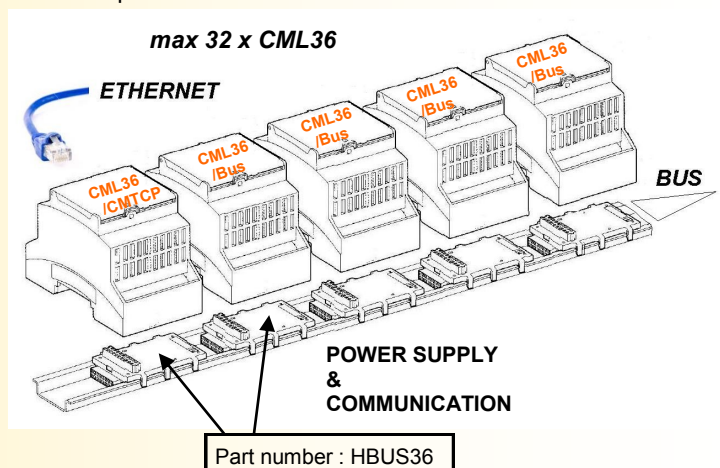 max 32 x CML36
ETHERNET
CML36
/CMTCP
CML36
/Bus
CML36
/Bus
CML36
/Bus
CML36
/Bus
BUS
POWER SUPPLY
&
COMMUNICATION
Part number : HBUS36